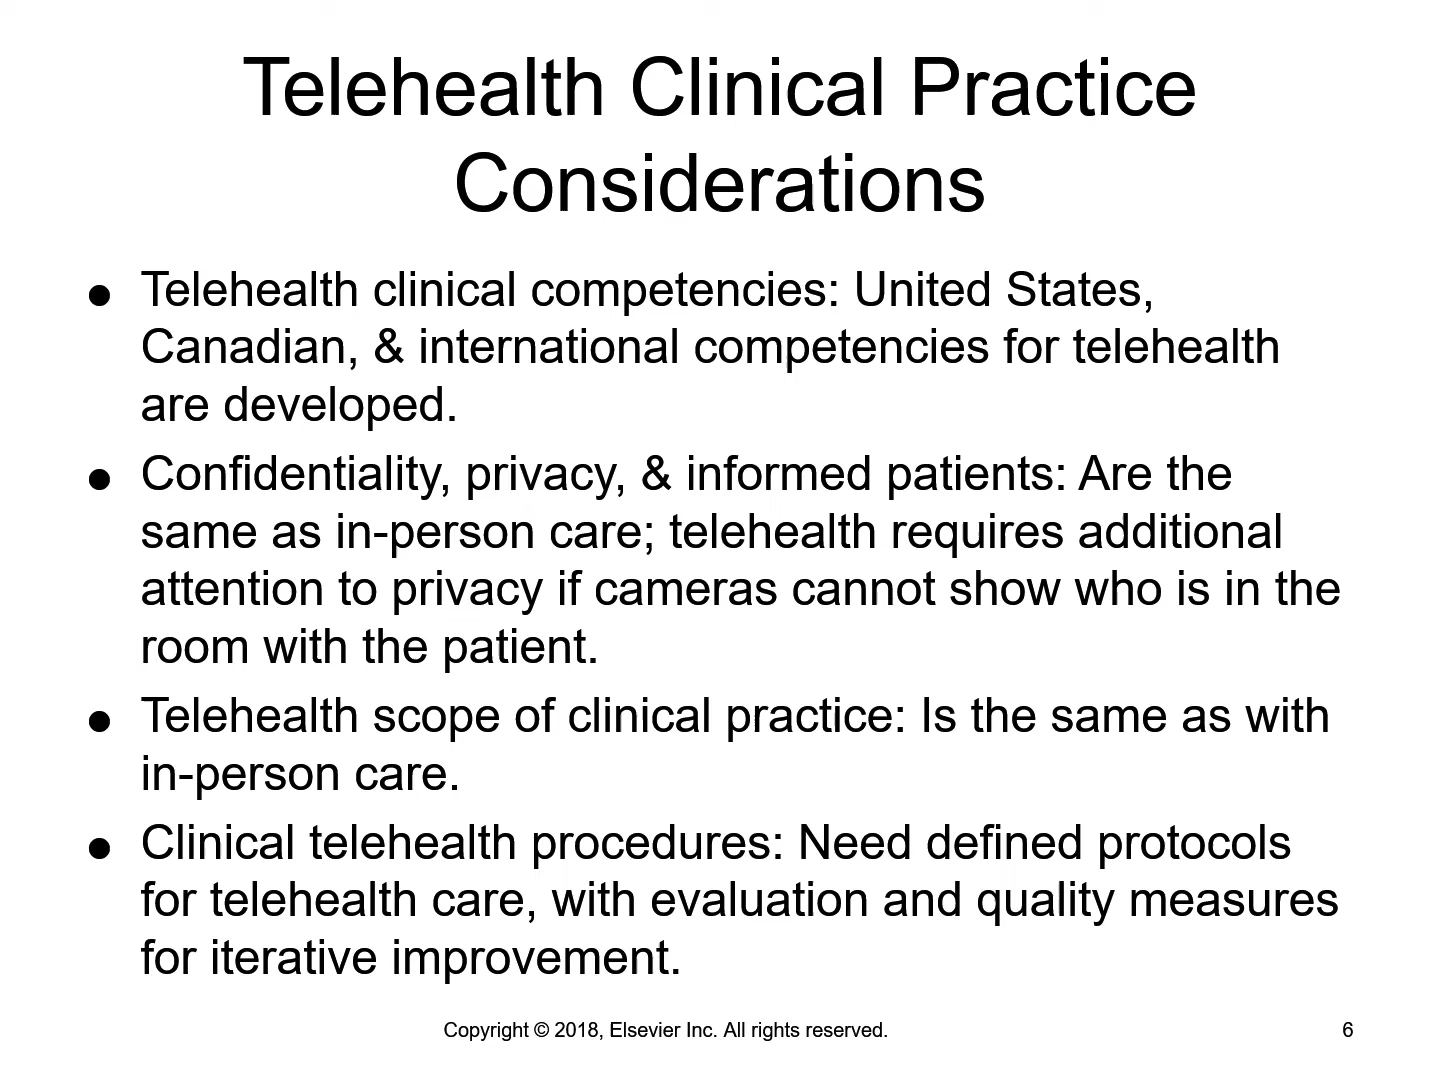 Telehealth Clinical Practice
Considerations
● Telehealth clinical competencies: United States,
Canadian, & international competencies for telehealth
are developed.
● Confidentiality, privacy, & informed patients: Are the
same as in-person care; telehealth requires additional
attention to privacy if cameras cannot show who is in the
room with the patient.
● Telehealth scope of clinical practice: Is the same as with
in-person care.
● Clinical telehealth procedures: Need defined protocols
for telehealth care, with evaluation and quality measures
for iterative improvement.
Copyright © 2018, Elsevier Inc. All rights reserved.
6